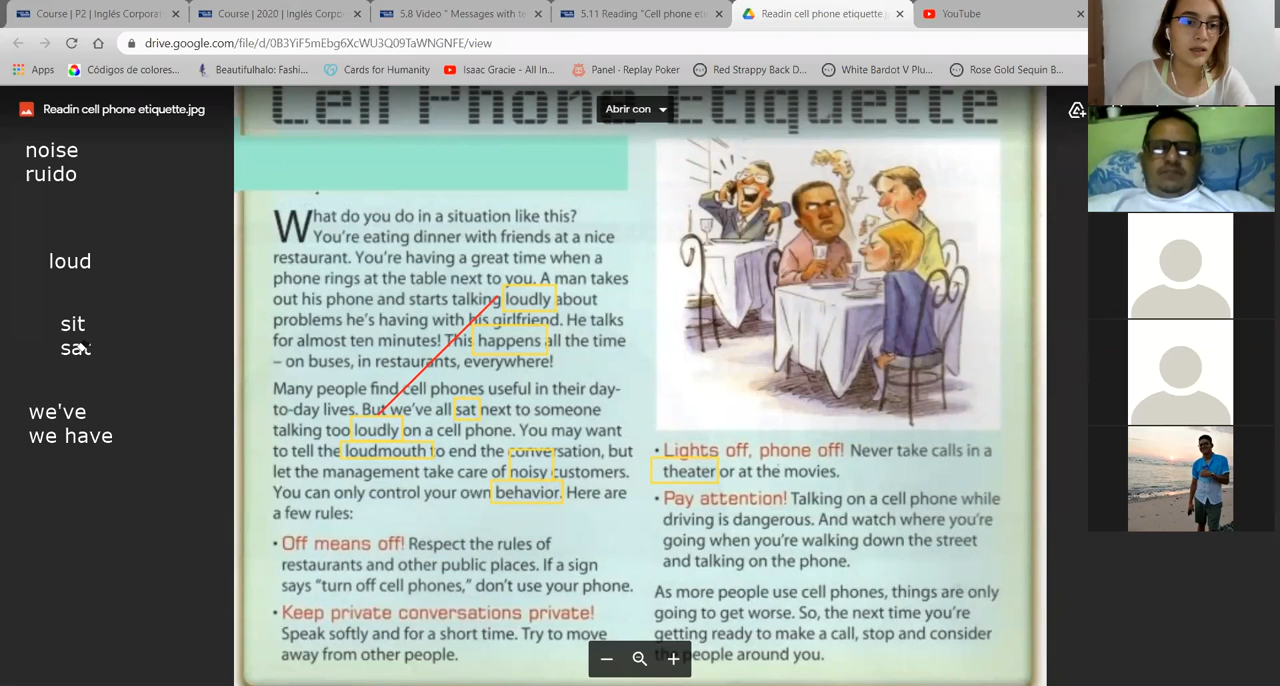 Course | P2 | Inglés Corporat
Course | 2020 | Inglés Corpo
5.8 Video " Messages with te
5.11 Reading "Cell phone eti
Readin cell phone etiquette.j
YouTube
drive.google.com/file/d/0B3YiF5mEbg6XcWU3Q09TaWNGNFE/view
Apps
Códigos de colores...
Beautifulhalo: Fashi...
Cards for Humanity
Isaac Gracie - All In...
Panel · Replay Poker
Red Strappy Back D...
White Bardot V Plu...
Rose Gold Sequin B...
Readin cell phone etiquette.jpg
Abrir con
noise
ruido
loud
sit
sat
we've
we have
Cell Phone Etiquette
What do you do in a situation like this?
You're eating dinner with friends at a nice
restaurant. You're having a great time when a
phone rings at the table next to you. A man takes
out his phone and starts talking loudly about
problems he's having with his girlfriend. He talks
for almost ten minutes! This happens all the time
– on buses, in restaurants, everywhere!
Many people find cell phones useful in their day-
to-day lives. But we've all sat next to someone
talking too loudly on a cell phone. You may want
to tell the loudmouth to end the conversation, but
let the management take care of noisy customers.
You can only control your own behavior. Here are
a few rules:
• Off means off! Respect the rules of
restaurants and other public places. If a sign
says "turn off cell phones," don't use your phone.
• Keep private conversations private!
Speak softly and for a short time. Try to move
away from other people.
• Lights off, phone off! Never take calls in a
theater or at the movies.
• Pay attention! Talking on a cell phone while
driving is dangerous. And watch where you're
going when you're walking down the street
and talking on the phone.
As more people use cell phones, things are only
going to get worse. So, the next time you're
getting ready to make a call, stop and consider
the people around you.